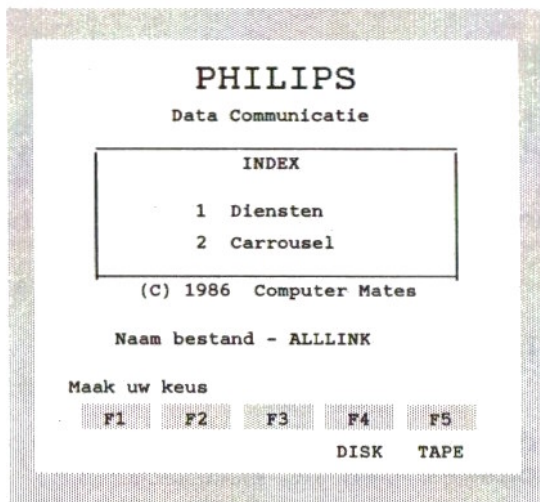 PHILIPS
Data Communicatie
INDEX
1 Diensten
2 Carrousel
(C) 1986 Computer Mates
Naam bestand - ALLLINK
Maak uw keus
F1 F2 F3 F4 F5
DISK TAPE